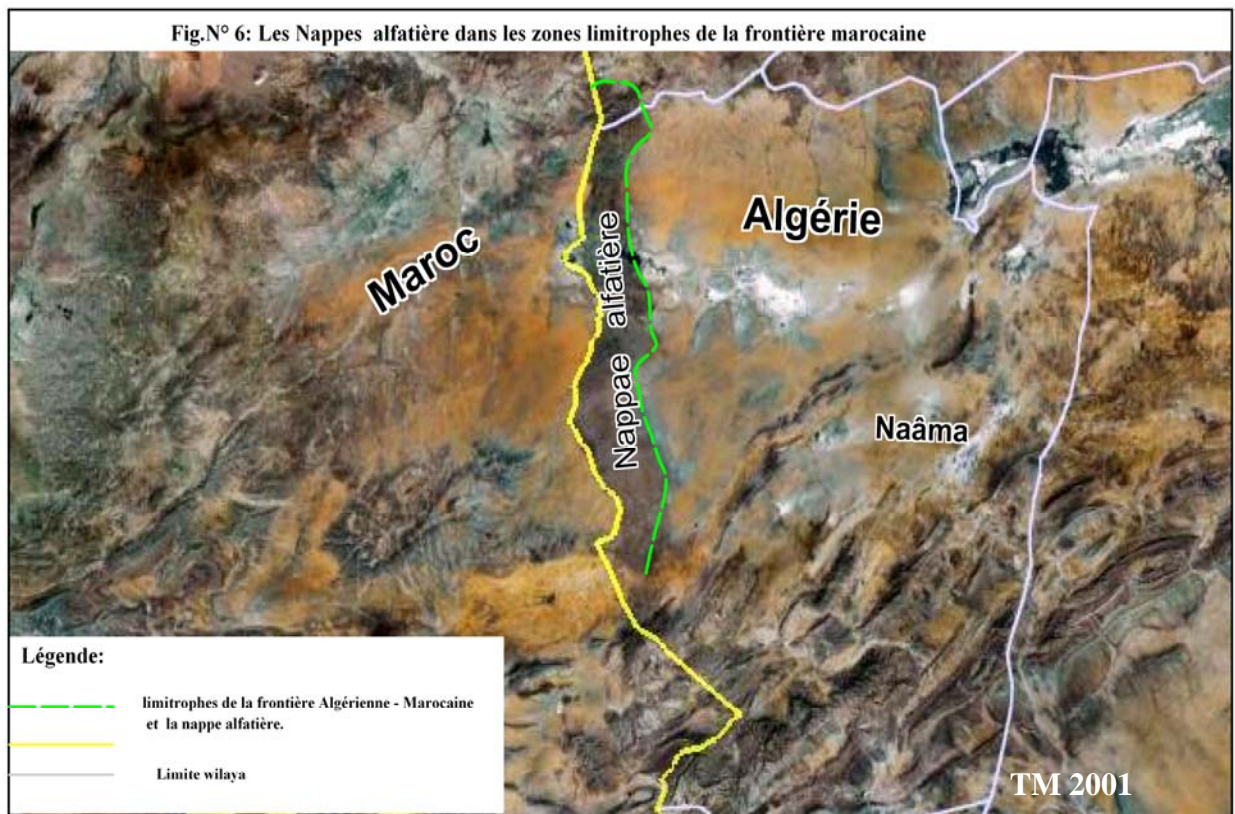 Fig.N° 6: Les Nappes alfatière dans les zones limitrophes de la frontière marocaine
Algérie
Maroc
Nappae alfatière
Naâma
Légende:
limitrophes de la frontière Algérienne - Marocaine
et la nappe alfatière.
Limite wilaya
TM 2001